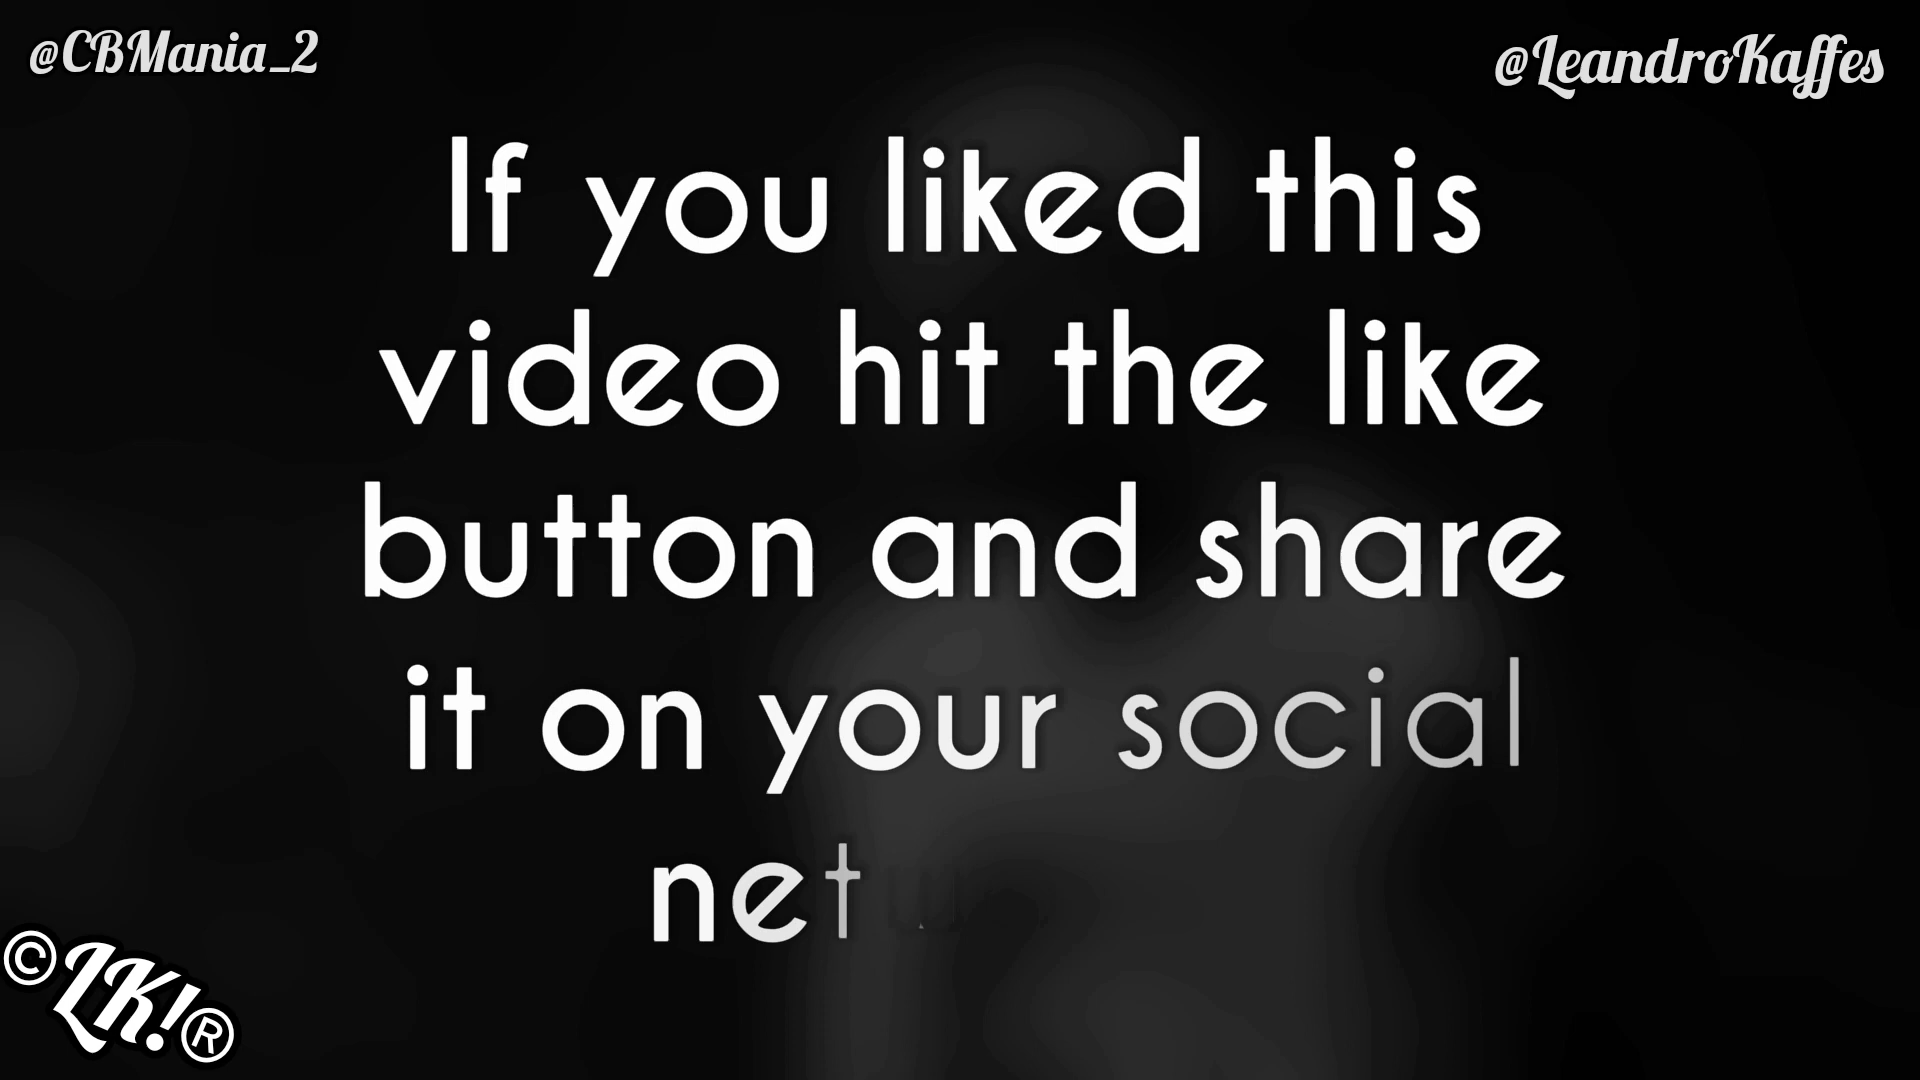 @CBMania_2
@LeandroKaffes
If you liked this
video hit the like
button and share
it on your social
net
©LK!®